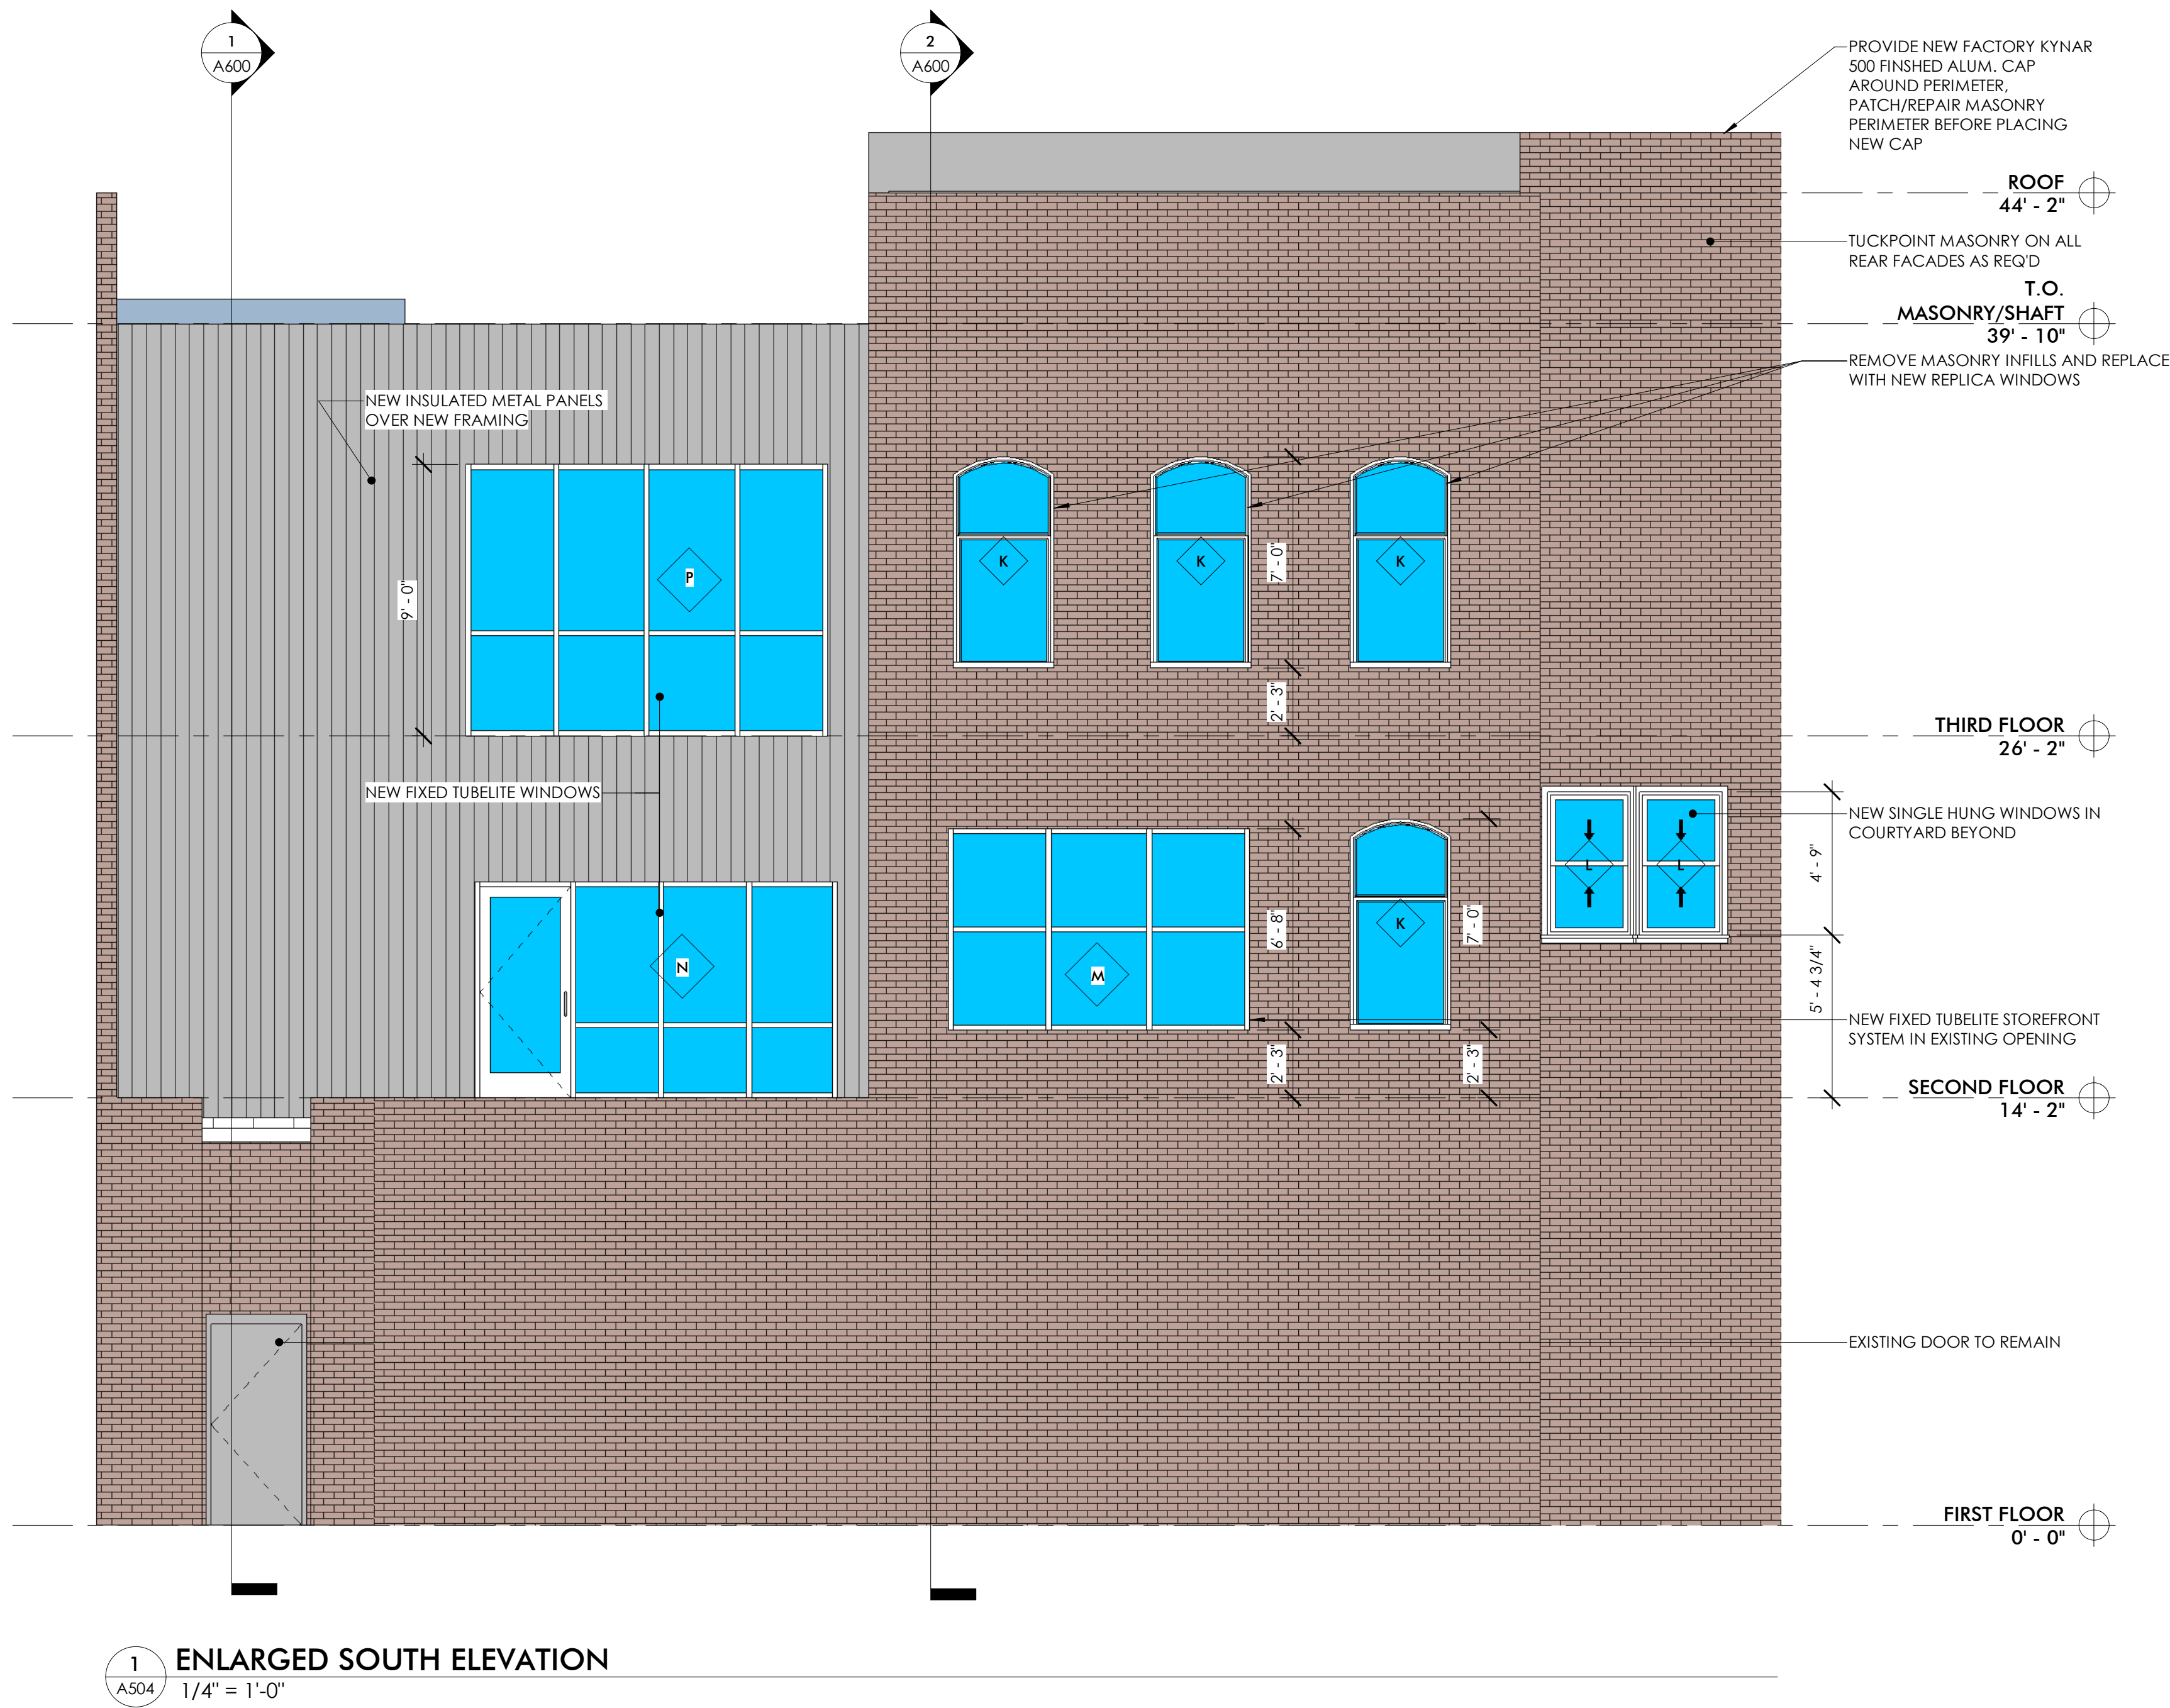 1
A600
2
A600
PROVIDE NEW FACTORY KYNAR
500 FINSHED ALUM. CAP
AROUND PERIMETER,
PATCH/REPAIR MASONRY
PERIMETER BEFORE PLACING
NEW CAP
ROOF
44' - 2"
TUCKPOINT MASONRY ON ALL
REAR FACADES AS REQ'D
T.O.
MASONRY/SHAFT
39' - 10"
REMOVE MASONRY INFILLS AND REPLACE
WITH NEW REPLICA WINDOWS
NEW INSULATED METAL PANELS
OVER NEW FRAMING
9' - 0"
P
K
K
K
7' - 0"
2' - 3"
THIRD FLOOR
26' - 2"
NEW FIXED TUBELITE WINDOWS
NEW SINGLE HUNG WINDOWS IN
COURTYARD BEYOND
L
L
4' - 9"
N
M
K
6' - 8"
7' - 0"
5' - 4 3/4"
NEW FIXED TUBELITE STOREFRONT
SYSTEM IN EXISTING OPENING
2' - 3"
2' - 3"
SECOND FLOOR
14' - 2"
EXISTING DOOR TO REMAIN
FIRST FLOOR
0' - 0"
1
A504
ENLARGED SOUTH ELEVATION
1/4" = 1'-0"